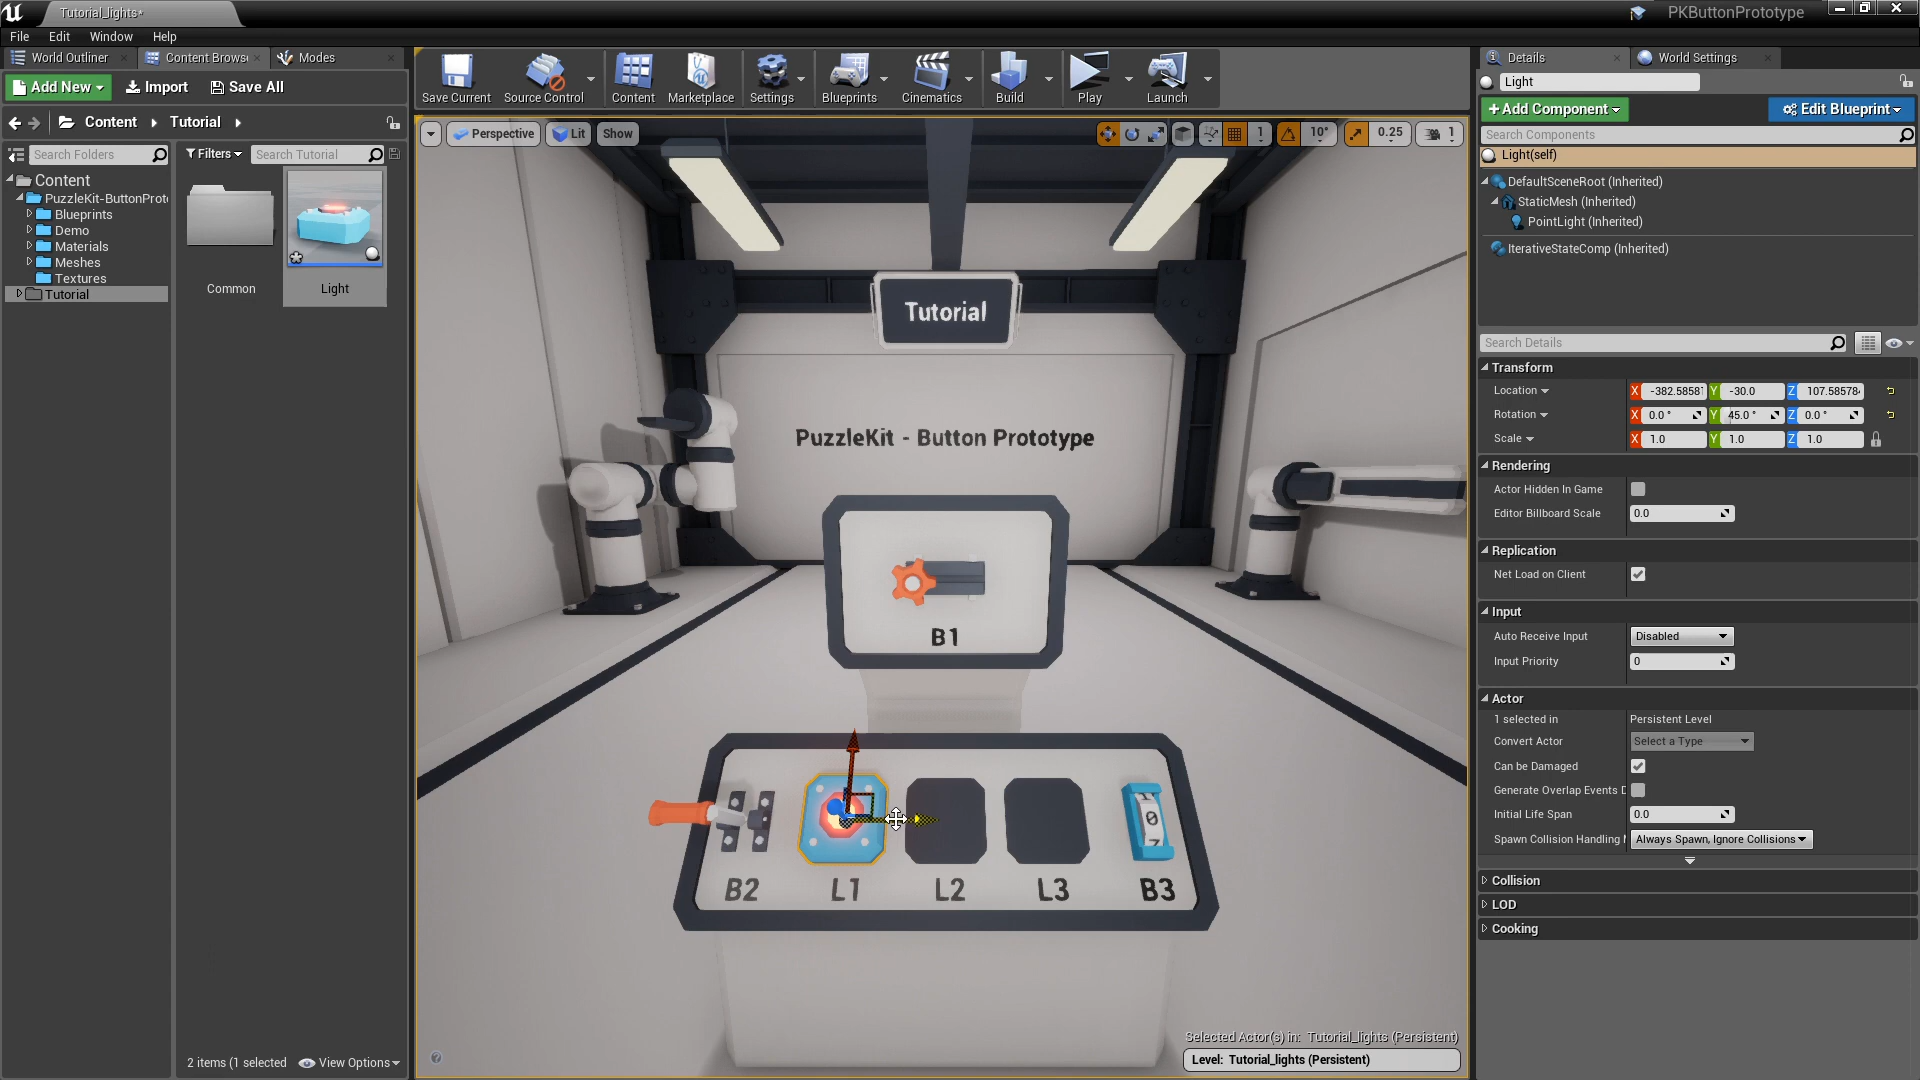 Tutorial_lights*
PKButtonPrototype
File Edit Window Help
World Outliner
Content Browse
Modes
Add New
Import
Save All
Content
Tutorial
Search Folders
Content
PuzzleKit-ButtonProto
Blueprints
Demo
Materials
Meshes
Textures
Tutorial
Filters
Search Tutorial
Common
Light
2 items (1 selected
View Options
Save Current
Source Control
Content
Marketplace
Settings
Blueprints
Cinematics
Build
Play
Launch
Perspective
Lit
Show
1
10°
0.25
1
Tutorial
PuzzleKit - Button Prototype
B1
B2 L1 L2 L3 B3
0
7
Selected Actor(s) in: Tutorial_lights (Persistent)
Level: Tutorial_lights (Persistent)
Details
World Settings
Light
+Add Component
Edit Blueprint
Search Components
Light(self)
DefaultSceneRoot (Inherited)
StaticMesh (Inherited)
PointLight (Inherited)
IterativeStateComp (Inherited)
Search Details
Transform
Location X -382.58581 Y -30.0 Z 107.585784
Rotation X 0.0 ° Y 45.0 ° Z 0.0 °
Scale X 1.0 Y 1.0 Z 1.0
Rendering
Actor Hidden In Game
Editor Billboard Scale 0.0
Replication
Net Load on Client
Input
Auto Receive Input Disabled
Input Priority 0
Actor
1 selected in Persistent Level
Convert Actor Select a Type
Can be Damaged
Generate Overlap Events D
Initial Life Span 0.0
Spawn Collision Handling M Always Spawn, Ignore Collisions
Collision
LOD
Cooking